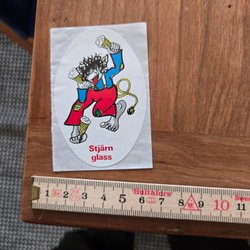 Stjärn
glass
Hultafors
1 2 3 4 5 6 7 8 9 10 11